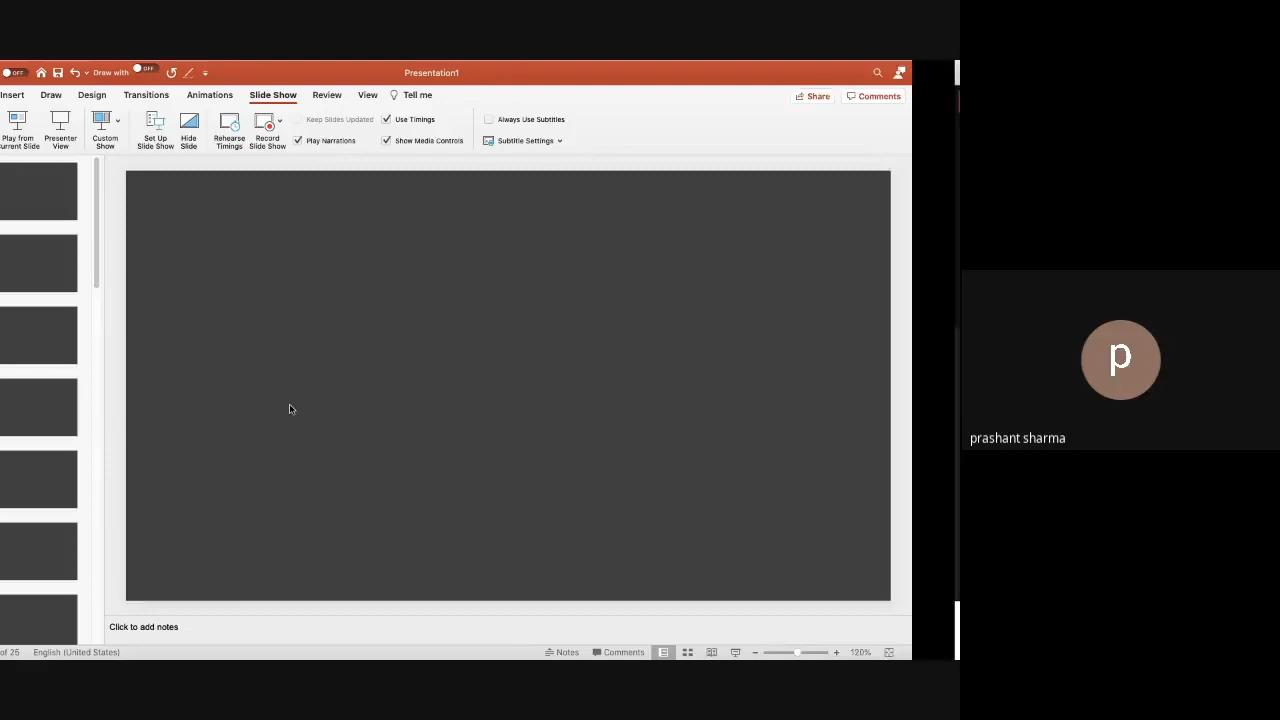 OFF Draw with OFF Presentation1
Insert Draw Design Transitions Animations Slide Show Review View Tell me Share Comments
Play from Current Slide
Presenter View
Custom Show
Set Up Slide Show
Hide Slide
Rehearse Timings
Record Slide Show
Keep Slides Updated
Play Narrations
Use Timings
Show Media Controls
Always Use Subtitles
Subtitle Settings
p
prashant sharma
Click to add notes
of 25 English (United States) Notes Comments 120%